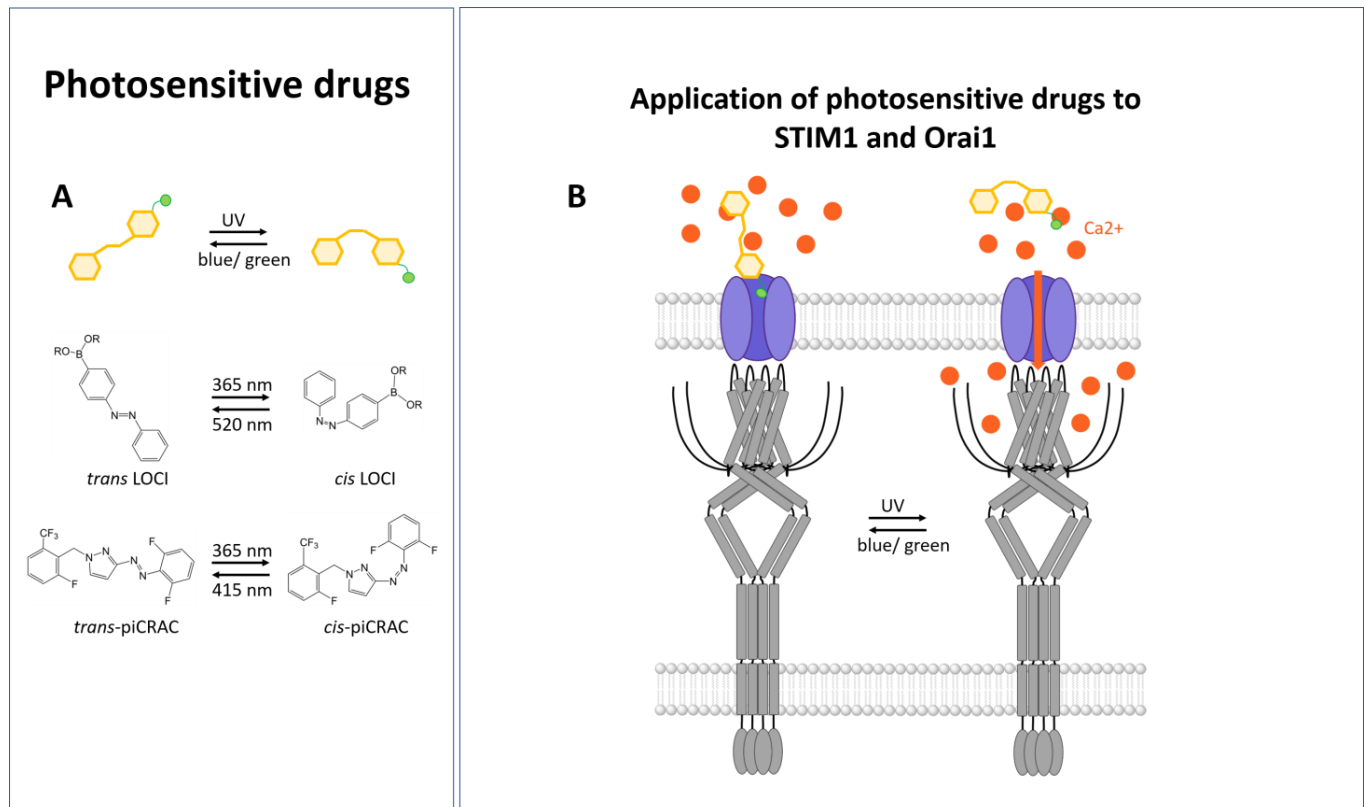 Photosensitive drugs
A
UV
blue/ green
OR
RO
B
N
N
365 nm
520 nm
OR
B
OR
N
N
trans LOCI
cis LOCI
CF3
F
N
N
N
N
F
F
365 nm
415 nm
CF3
F
N
N
N
N
F
F
trans-piCRAC
cis-piCRAC
Application of photosensitive drugs to
STIM1 and Orai1
B
Ca2+
UV
blue/ green